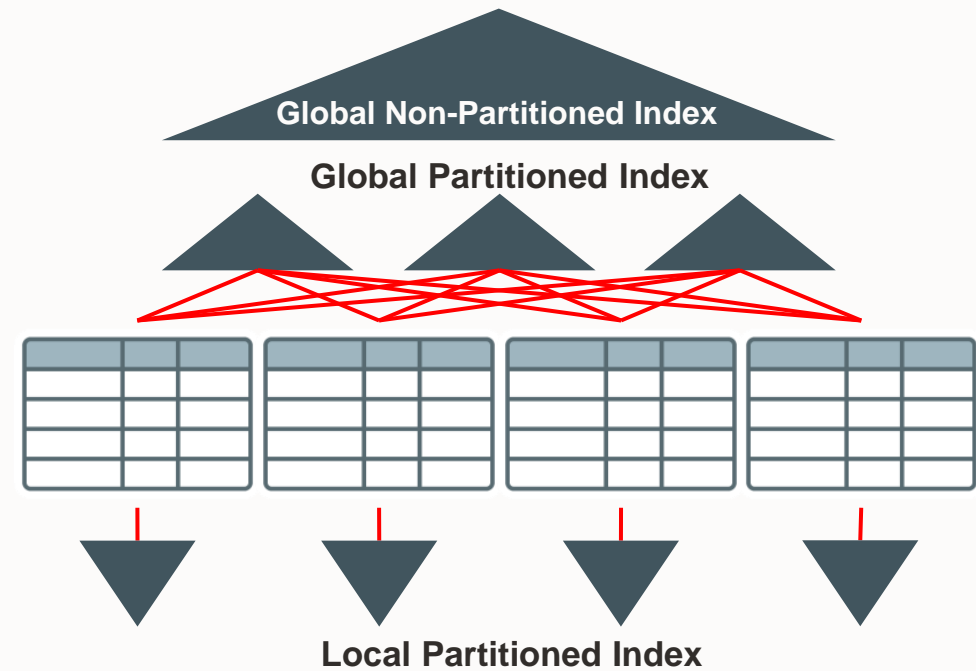 Global Non-Partitioned Index
Global Partitioned Index
Local Partitioned Index